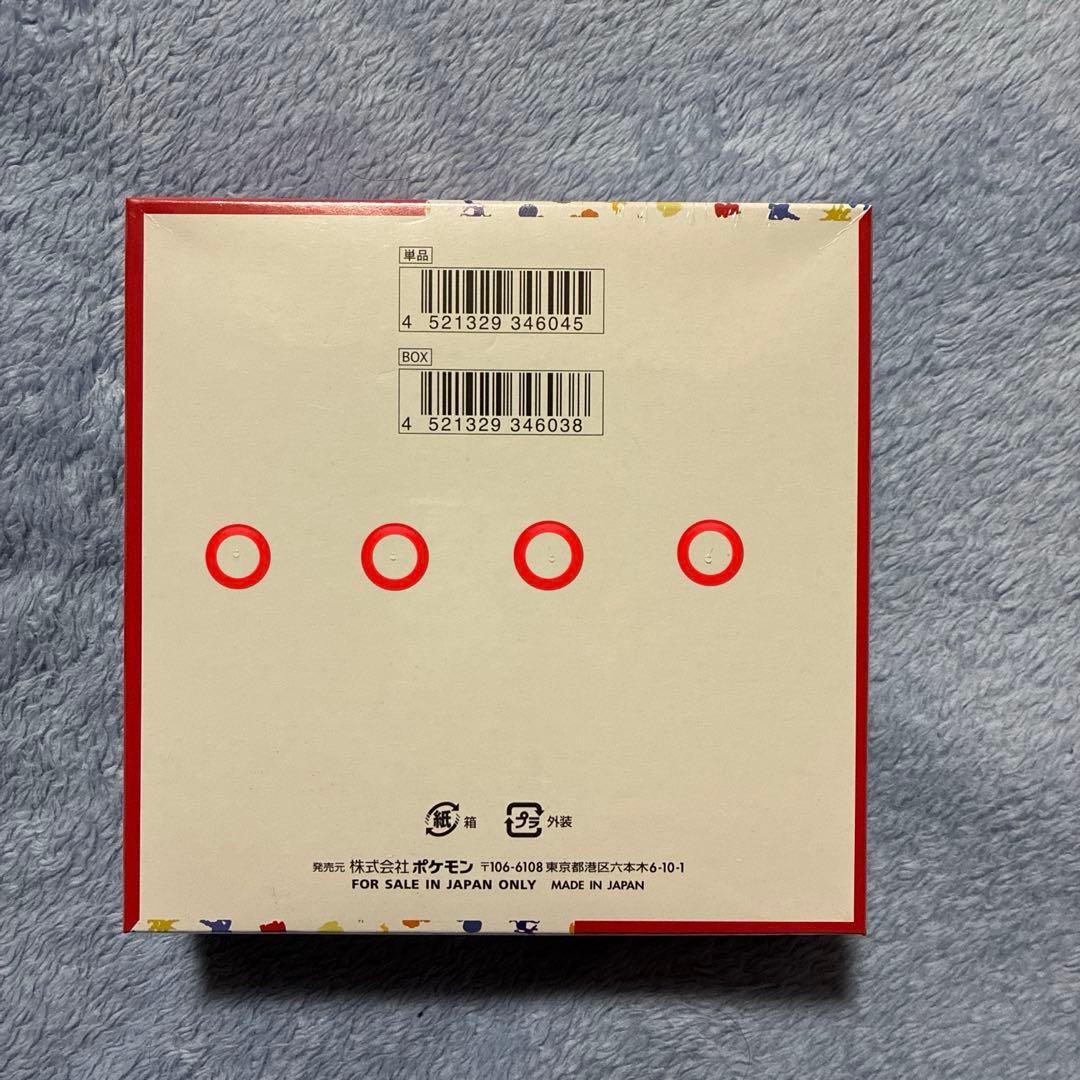 単品
4 521329 346045
BOX
4 521329 346038
紙 箱 プラ 外装
発売元 株式会社ポケモン 〒106-6108 東京都港区六本木6-10-1
FOR SALE IN JAPAN ONLY MADE IN JAPAN